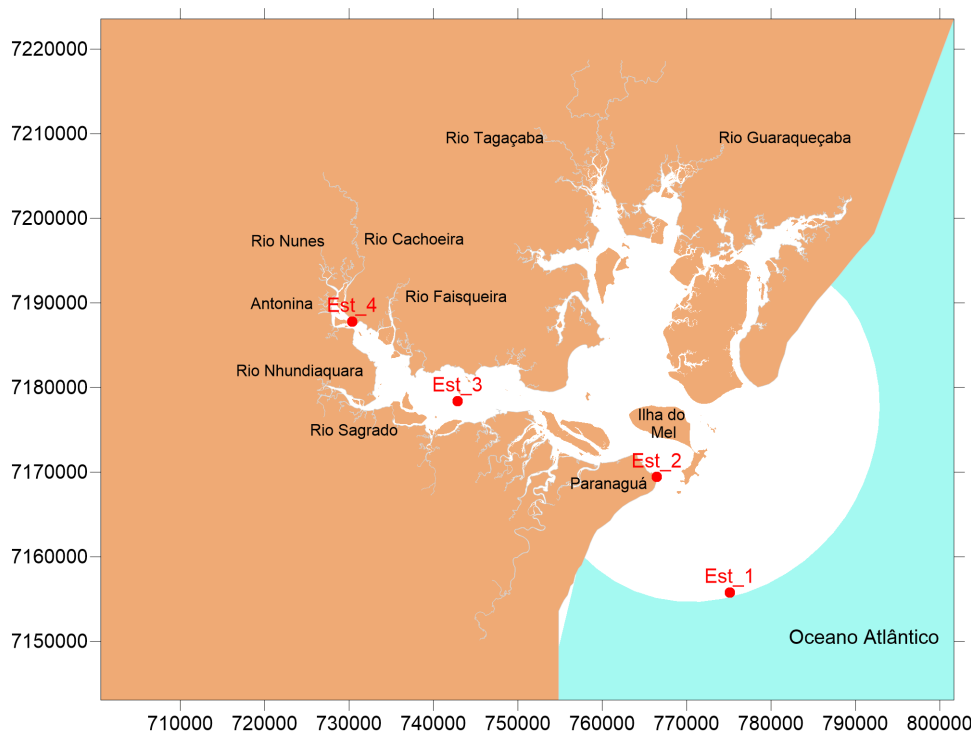 7220000
7210000
Rio Tagaçaba
Rio Guaraqueçaba
7200000
Rio Nunes
Rio Cachoeira
7190000
Antonina
Est_4
Rio Faisqueira
7180000
Rio Nhundiaquara
Est_3
Rio Sagrado
Ilha do
Mel
7170000
Est_2
Paranaguá
7160000
Est_1
7150000
Oceano Atlântico
710000 720000 730000 740000 750000 760000 770000 780000 790000 800000